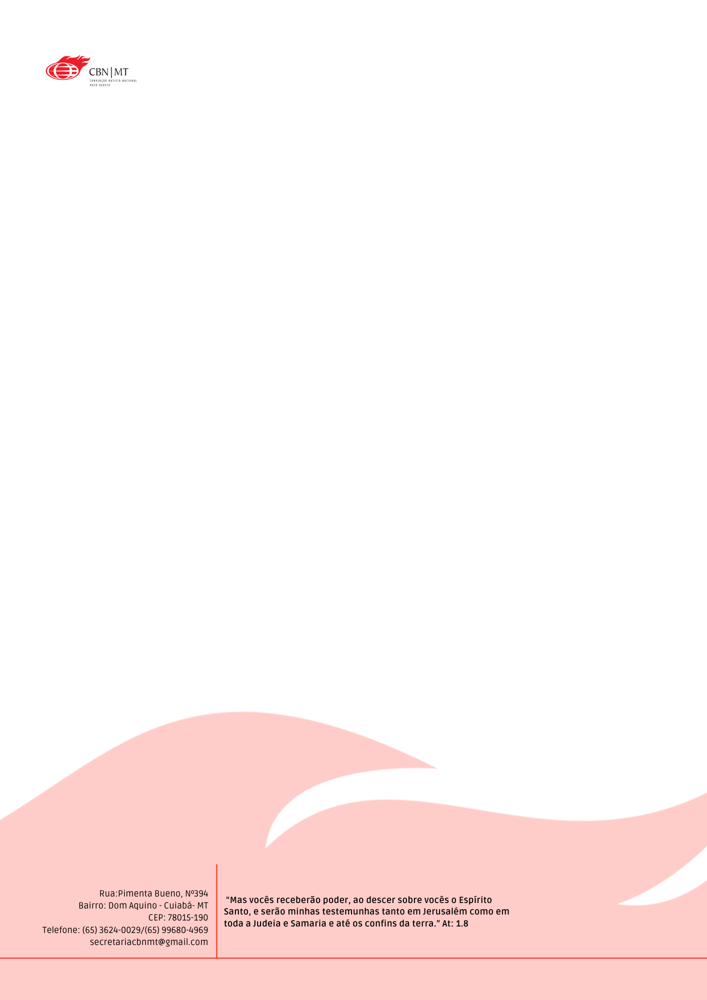 CBN|MT
CONVENÇÃO BATISTA NACIONAL
MATO GROSSO
Rua:Pimenta Bueno, Nº394
Bairro: Dom Aquino - Cuiabá- MT
CEP: 78015-190
Telefone: (65) 3624-0029/(65) 99680-4969
secretariacbnmt@gmail.com
“Mas vocês receberão poder, ao descer sobre vocês o Espírito
Santo, e serão minhas testemunhas tanto em Jerusalém como em
toda a Judeia e Samaria e até os confins da terra.” At: 1.8